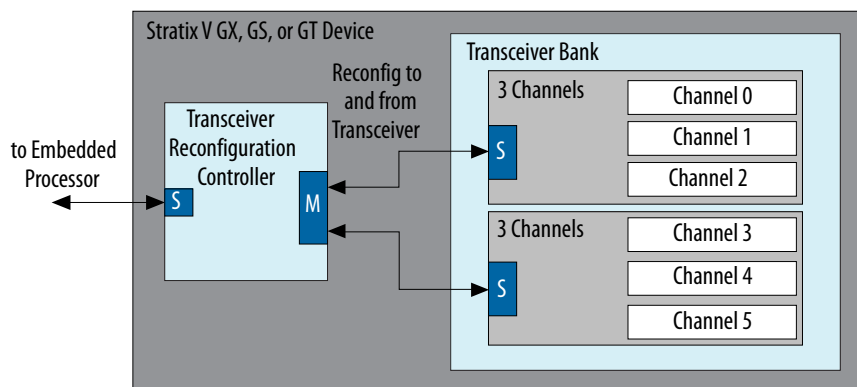 Stratix V GX, GS, or GT Device
Transceiver Bank
Reconfig to
and from
Transceiver
3 Channels
Channel 0
Channel 1
Channel 2
S
Transceiver
Reconfiguration
Controller
to Embedded
Processor
S
M
3 Channels
Channel 3
Channel 4
Channel 5
S